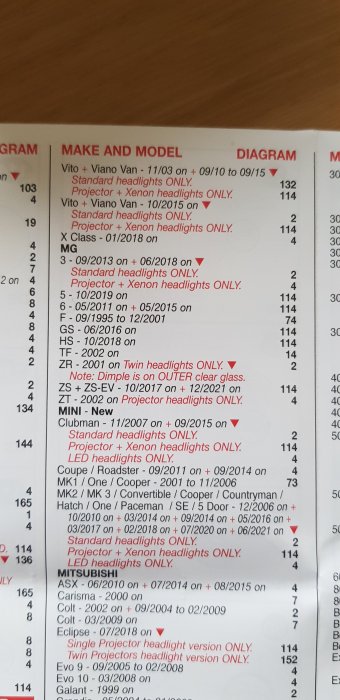 GRAM
n ▼
103
4
19
4
2
7
2 on 4
6
8
4
8
4
4
2
4
134
144
4
165
1
4
D. 114
▼ 136
NLY
165
4
8
8
8
4
114
MAKE AND MODEL DIAGRAM
Vito + Viano Van - 11/03 on + 09/10 to 09/15 ▼
Standard headlights ONLY. 132
Projector + Xenon headlights ONLY. 114
Vito + Viano Van - 10/2015 on ▼
Standard headlights ONLY. 2
Projector + Xenon headlights ONLY. 114
X Class - 01/2018 on 4
MG
3 - 09/2013 on + 06/2018 on ▼
Standard headlights ONLY. 2
Projector + Xenon headlights ONLY. 4
5 - 10/2019 on 114
6 - 05/2011 on + 05/2015 on 114
F - 09/1995 to 12/2001 74
GS - 06/2016 on 114
HS - 10/2018 on 114
TF - 2002 on 14
ZR - 2001 on Twin headlights ONLY. ▼ 2
Note: Dimple is on OUTER clear glass.
ZS + ZS-EV - 10/2017 on + 12/2021 on 114
ZT - 2002 on Projector headlights ONLY. 4
MINI - New
Clubman - 11/2007 on + 09/2015 on ▼
Standard headlights ONLY. 2
Projector + Xenon headlights ONLY. 114
LED headlights ONLY. 4
Coupe / Roadster - 09/2011 on + 09/2014 on 4
MK1 / One / Cooper - 2001 to 11/2006 73
MK2 / MK 3 / Convertible / Cooper / Countryman /
Hatch / One / Paceman / SE / 5 Door - 12/2006 on +
10/2010 on + 03/2014 on + 09/2014 on + 05/2016 on +
03/2017 on + 02/2018 on + 07/2020 on + 06/2021 on ▼
Standard headlights ONLY. 2
Projector + Xenon headlights ONLY. 114
LED headlights ONLY. 4
MITSUBISHI
ASX - 06/2010 on + 07/2014 on + 08/2015 on 4
Carisma - 2000 on 7
Colt - 2002 on + 09/2004 to 02/2009 2
Colt - 03/2009 on 7
Eclipse - 07/2018 on ▼
Single Projector version ONLY. 114
Twin Projectors headlight version ONLY. 152
Evo 9 - 09/2005 to 02/2008 4
Evo 10 - 03/2008 on 4
Galant - 1999 on 2